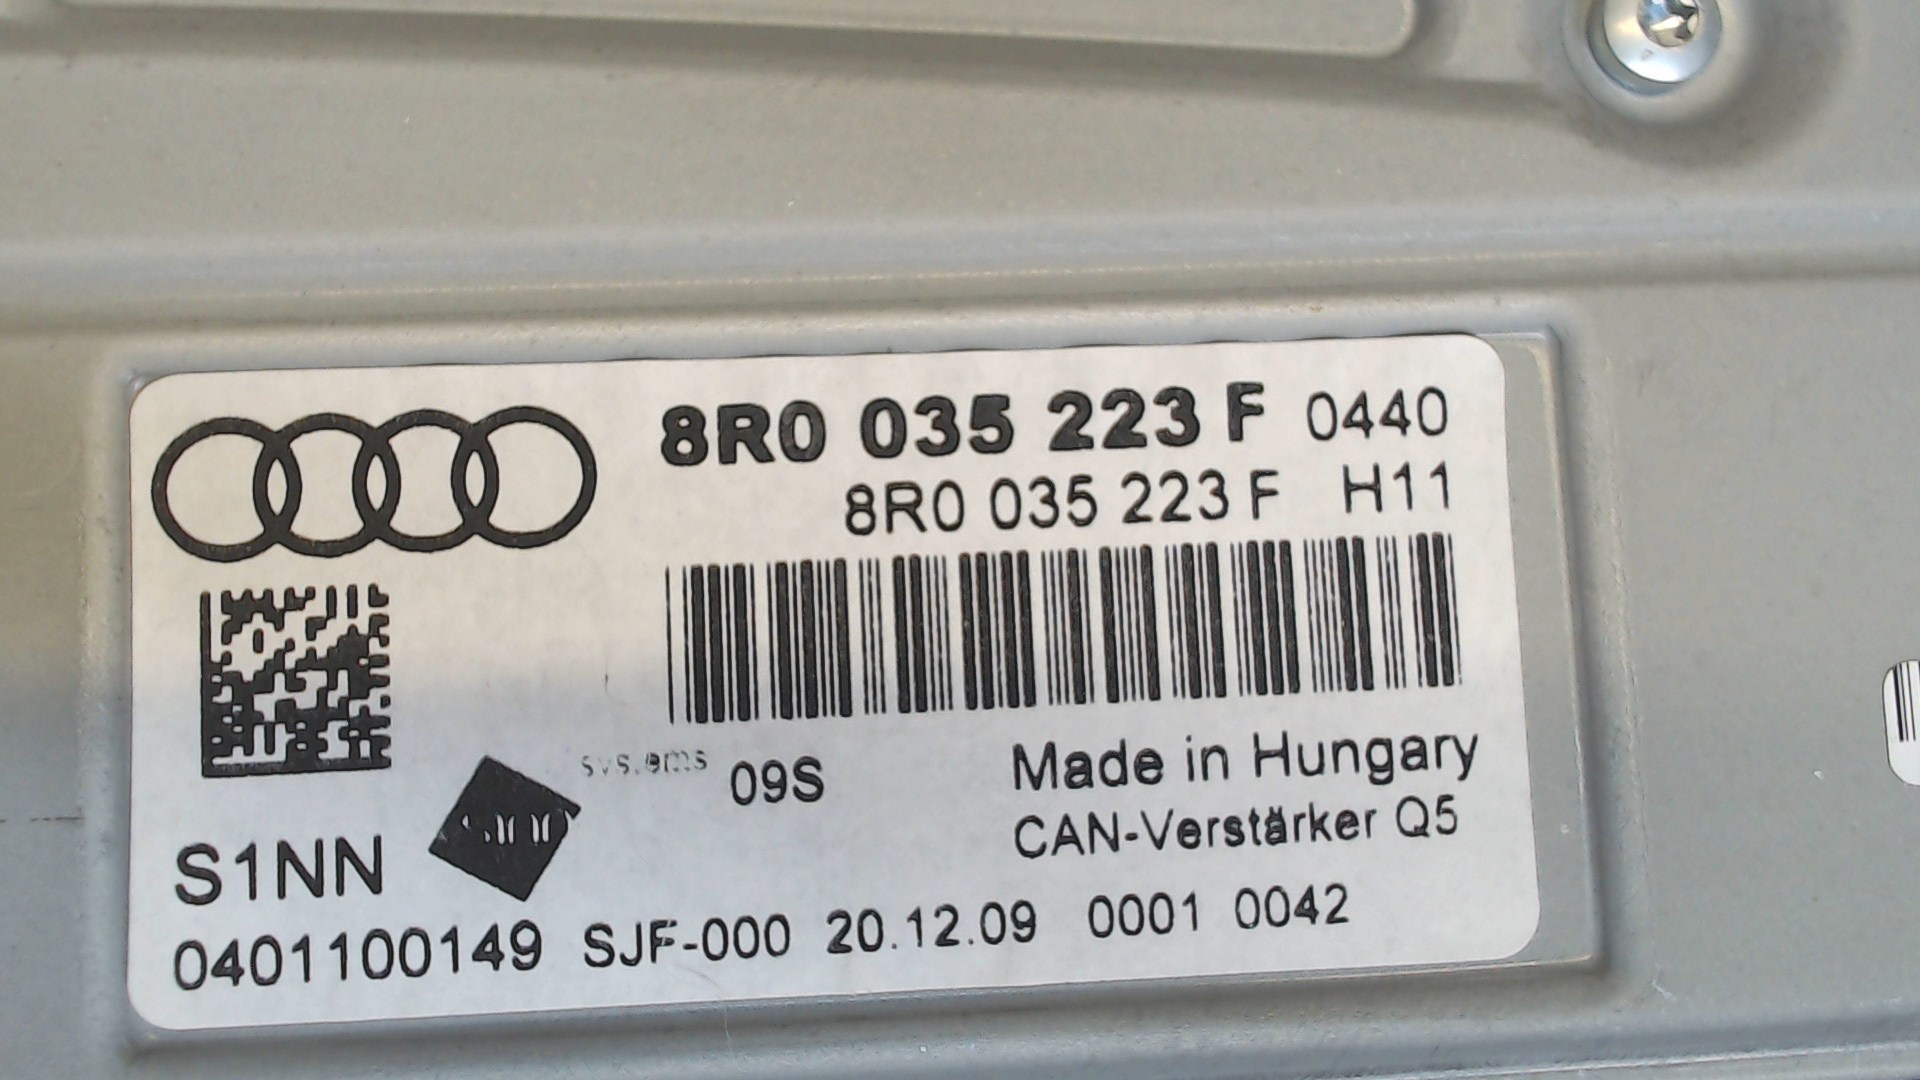 8R0 035 223 F 0440
8R0 035 223 F H11
09S
Made in Hungary
CAN-Verstärker Q5
S1NN
0401100149 SJF-000 20.12.09 0001 0042